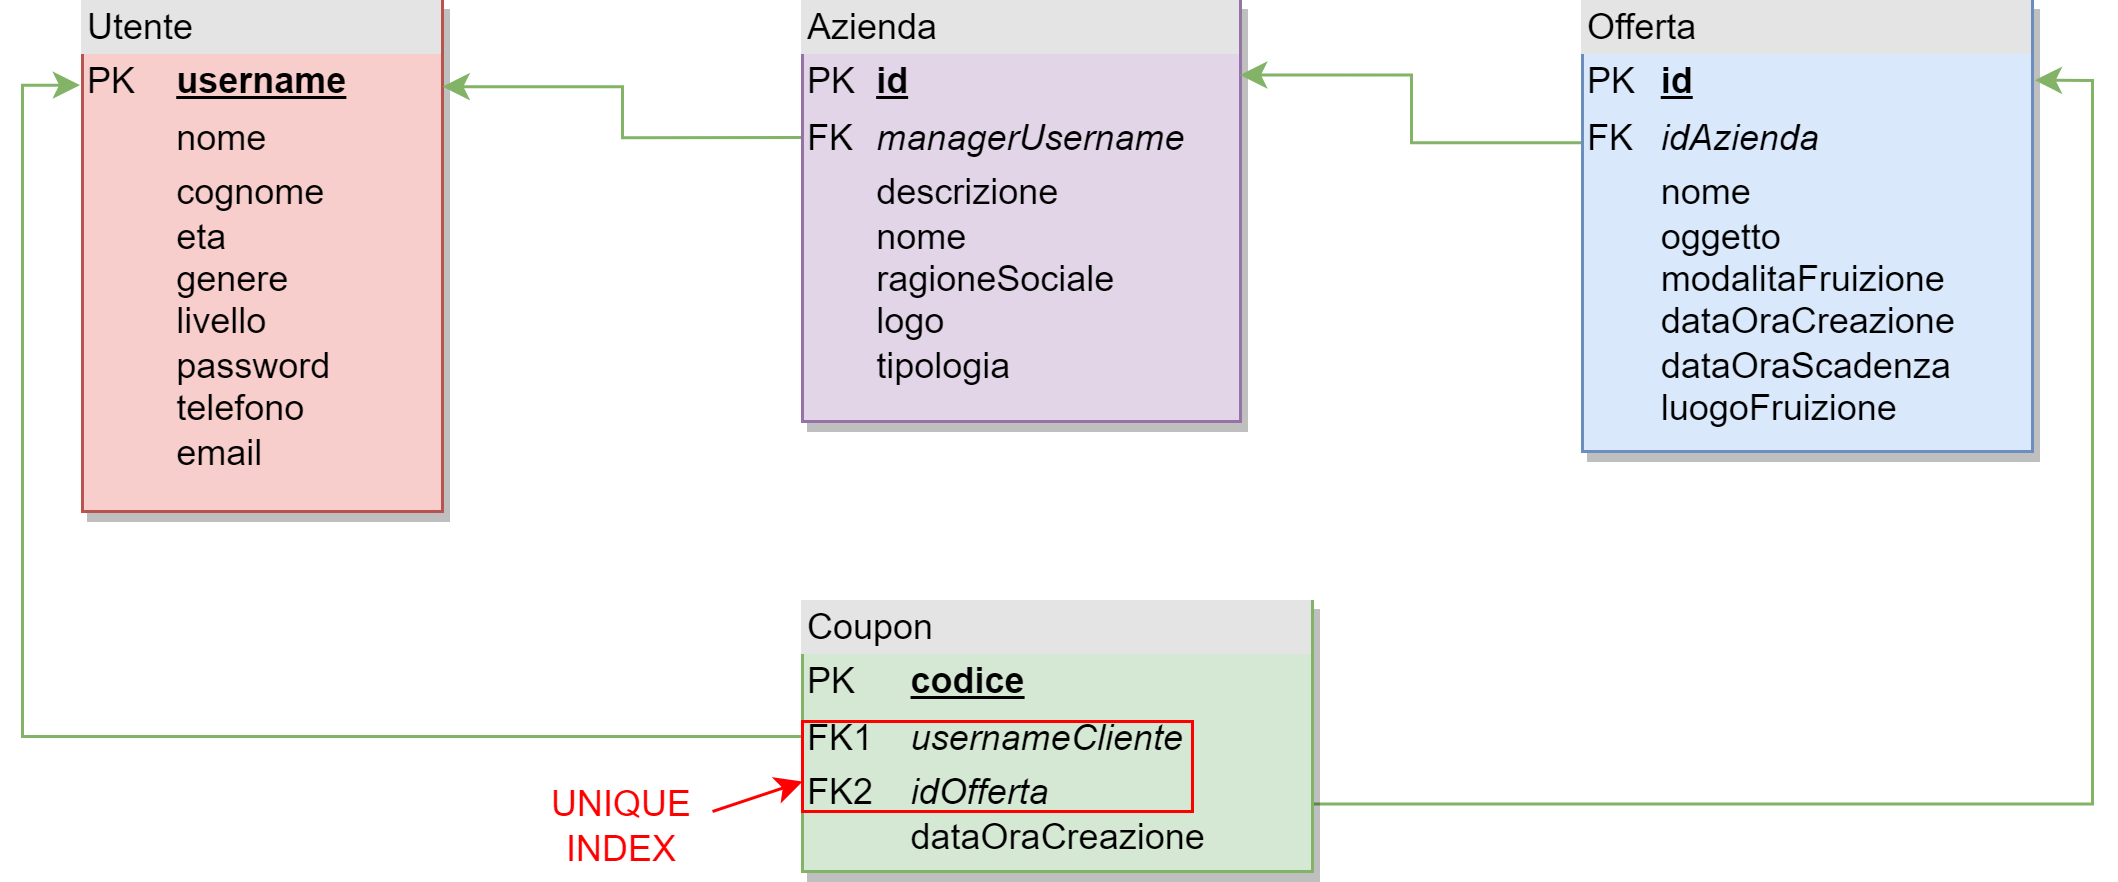 Utente
PK username
nome
cognome
eta
genere
livello
password
telefono
email
Azienda
PK id
FK managerUsername
descrizione
nome
ragioneSociale
logo
tipologia
Offerta
PK id
FK idAzienda
nome
oggetto
modalitaFruizione
dataOraCreazione
dataOraScadenza
luogoFruizione
Coupon
PK codice
FK1 usernameCliente
FK2 idOfferta
dataOraCreazione
UNIQUE
INDEX